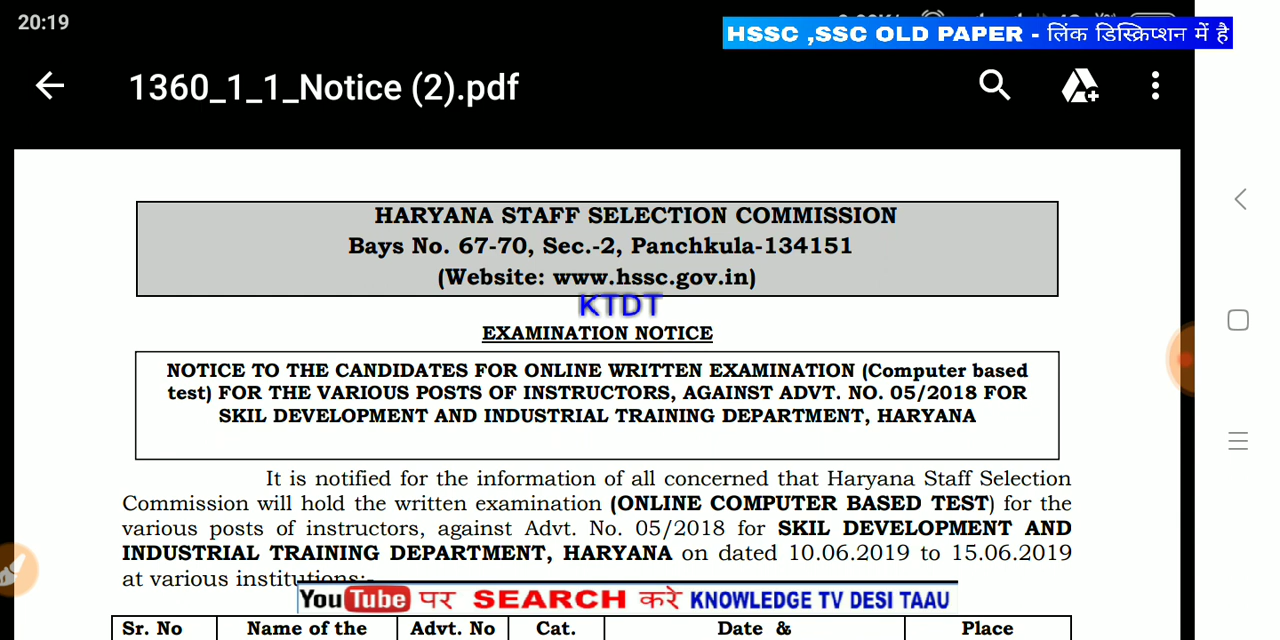 20:19
HSSC ,SSC OLD PAPER - लिंक डिस्क्रिप्शन में है
1360_1_1_Notice (2).pdf
HARYANA STAFF SELECTION COMMISSION
Bays No. 67-70, Sec.-2, Panchkula-134151
(Website: www.hssc.gov.in)
KTDT
EXAMINATION NOTICE
NOTICE TO THE CANDIDATES FOR ONLINE WRITTEN EXAMINATION (Computer based
test) FOR THE VARIOUS POSTS OF INSTRUCTORS, AGAINST ADVT. NO. 05/2018 FOR
SKIL DEVELOPMENT AND INDUSTRIAL TRAINING DEPARTMENT, HARYANA
It is notified for the information of all concerned that Haryana Staff Selection
Commission will hold the written examination (ONLINE COMPUTER BASED TEST) for the
various posts of instructors, against Advt. No. 05/2018 for SKIL DEVELOPMENT AND
INDUSTRIAL TRAINING DEPARTMENT, HARYANA on dated 10.06.2019 to 15.06.2019
at various institutions:-
YouTube पर SEARCH करे KNOWLEDGE TV DESI TAAU
Sr. No Name of the Advt. No Cat. Date & Place